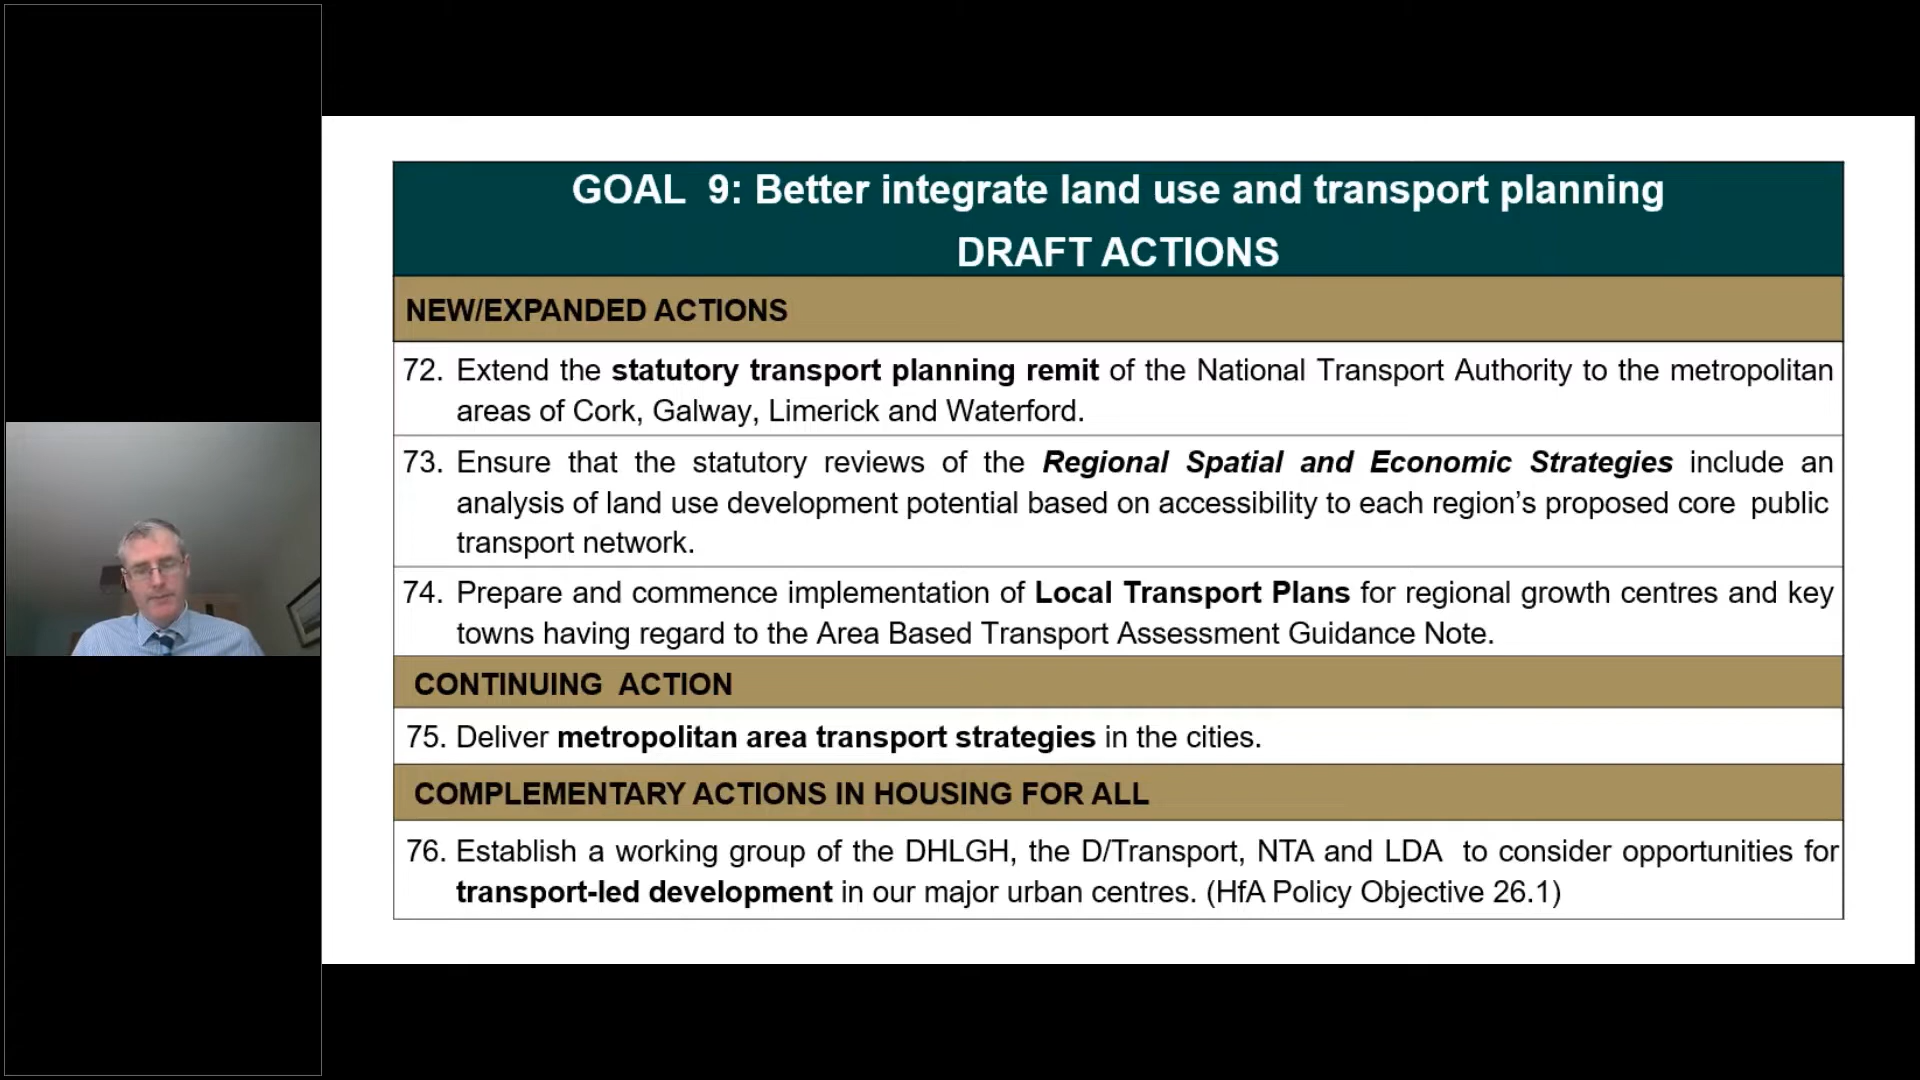 GOAL 9: Better integrate land use and transport planning
DRAFT ACTIONS
NEW/EXPANDED ACTIONS
72. Extend the statutory transport planning remit of the National Transport Authority to the metropolitan
areas of Cork, Galway, Limerick and Waterford.
73. Ensure that the statutory reviews of the Regional Spatial and Economic Strategies include an
analysis of land use development potential based on accessibility to each region’s proposed core public
transport network.
74. Prepare and commence implementation of Local Transport Plans for regional growth centres and key
towns having regard to the Area Based Transport Assessment Guidance Note.
CONTINUING ACTION
75. Deliver metropolitan area transport strategies in the cities.
COMPLEMENTARY ACTIONS IN HOUSING FOR ALL
76. Establish a working group of the DHLGH, the D/Transport, NTA and LDA to consider opportunities for
transport-led development in our major urban centres. (HfA Policy Objective 26.1)